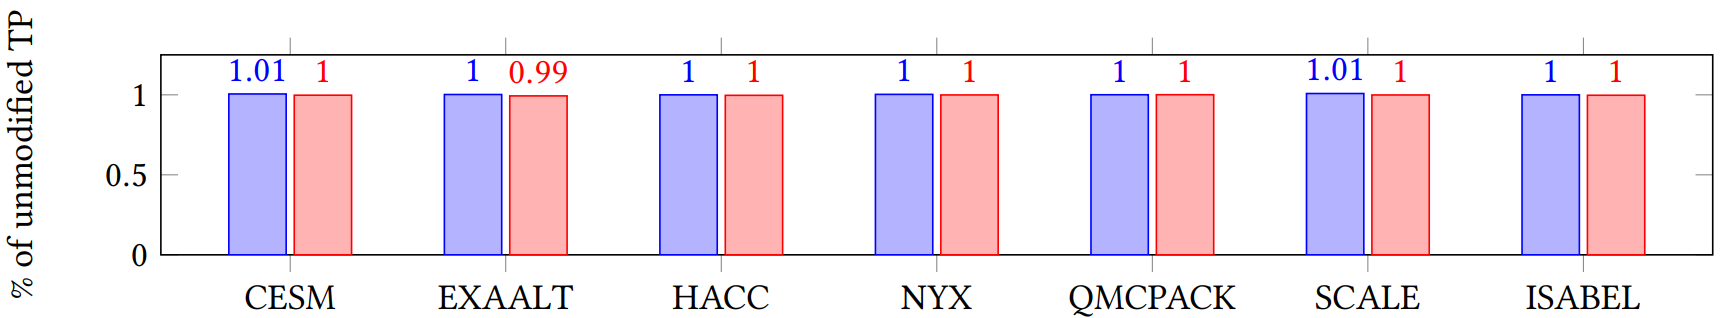 % of unmodified TP
1.01 1 1 0.99 1 1 1 1 1 1 1.01 1 1 1
1
0.5
0
CESM EXAALT HACC NYX QMCPACK SCALE ISABEL